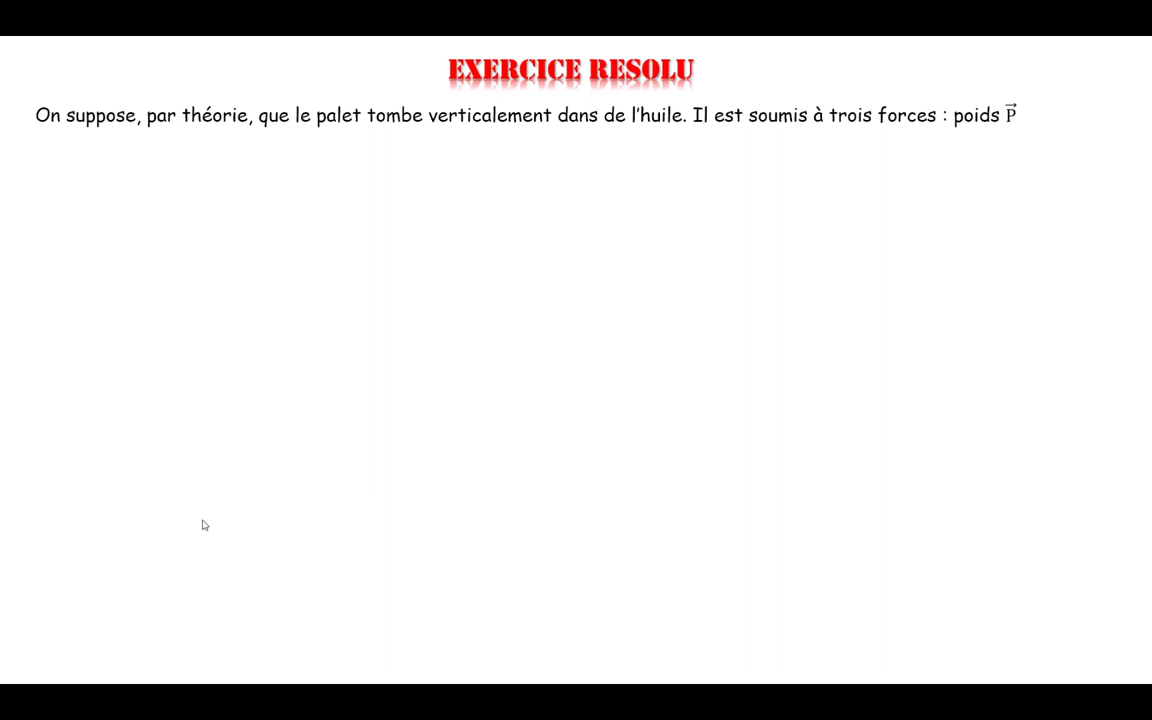 EXERCICE RESOLU
On suppose, par théorie, que le palet tombe verticalement dans de l'huile. Il est soumis à trois forces : poids P⃗